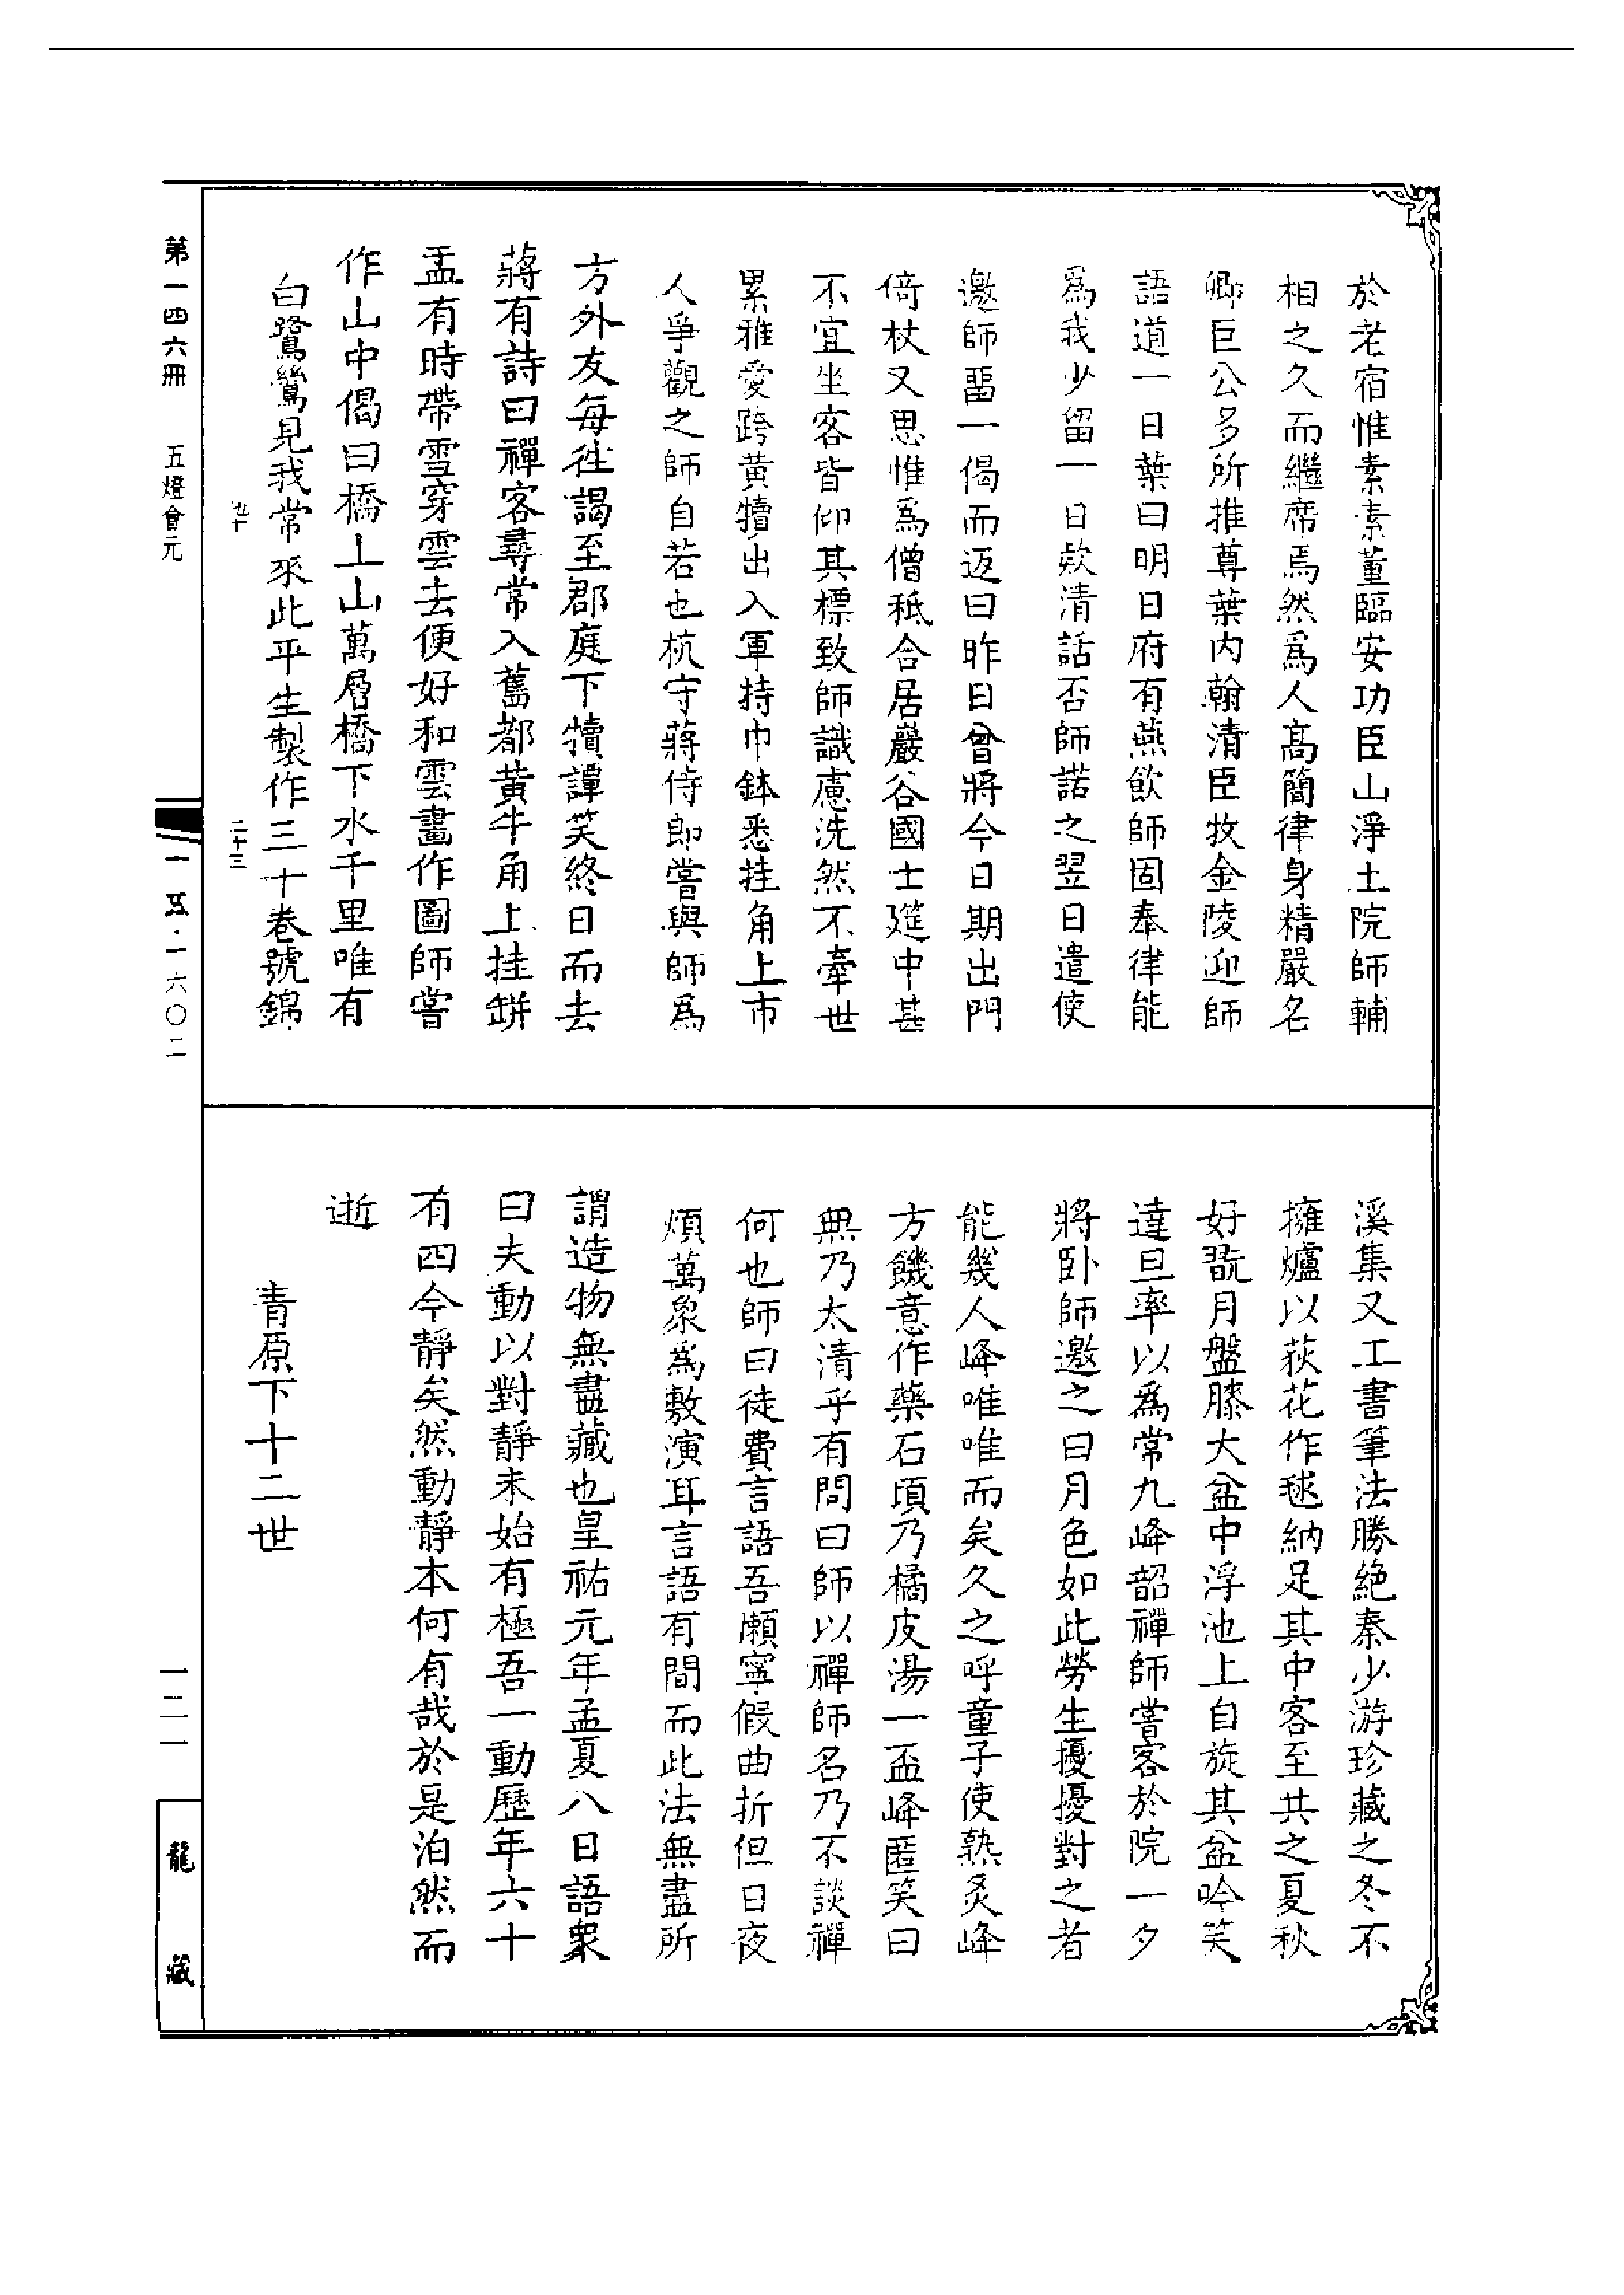 於老宿惟素素董臨安功臣山淨土院師輔
相之久而繼席焉然爲人高簡律身精嚴名
卿巨公多所推尊葉內翰清臣牧金陵迎師
語道一日葉曰明日府有燕飲師固奉律能
爲我少留一日欵清話否師諾之翌日遣使
邀師畱一偈而返曰昨日曾將今日期出門
倚杖又思惟爲僧秖合居巖谷國士筵中甚
不宜坐客皆仰其標致師識慮洗然不牽世
累雅愛跨黄犢出入軍持巾鉢悉挂角上市
人爭觀之師自若也杭守蔣侍郎嘗與師爲
方外友每徃謁至郡庭下犢譚笑終日而去
蔣有詩曰禪客尋常入舊都黄牛角上挂缾
盂有時帶雪穿雲去便好和雲畫作圖師嘗
作山中偈曰橋上山萬層橋下水千里唯有
白鷺鷥見我常來此平生製作三十卷號錦
溪集又工書筆法勝絶秦少游珍藏之冬不
擁爐以荻花作毬納足其中客至共之夏秋
好翫月盤膝大盆中浮池上自旋其盆吟笑
達旦率以爲常九峰韶禪師嘗客於院一夕
將卧師邀之曰月色如此勞生擾擾對之者
能幾人峰唯唯而矣久之呼童子使熟炙峰
方饑意作藥石頃乃橘皮湯一盃峰匿笑曰
無乃太清乎有問曰師以禪師名乃不談禪
何也師曰徒費言語吾懶寧假曲折但日夜
煩萬象爲敷演耳言語有間而此法無盡所
謂造物無盡藏也皇祐元年孟夏八日語衆
曰夫動以對靜未始有極吾一動歷年六十
有四今靜矣然動靜本何有哉於是泊然而
逝
青原下十二世
二十三
第一四六冊 五燈會元
一五·一六〇二
一二一
龍藏